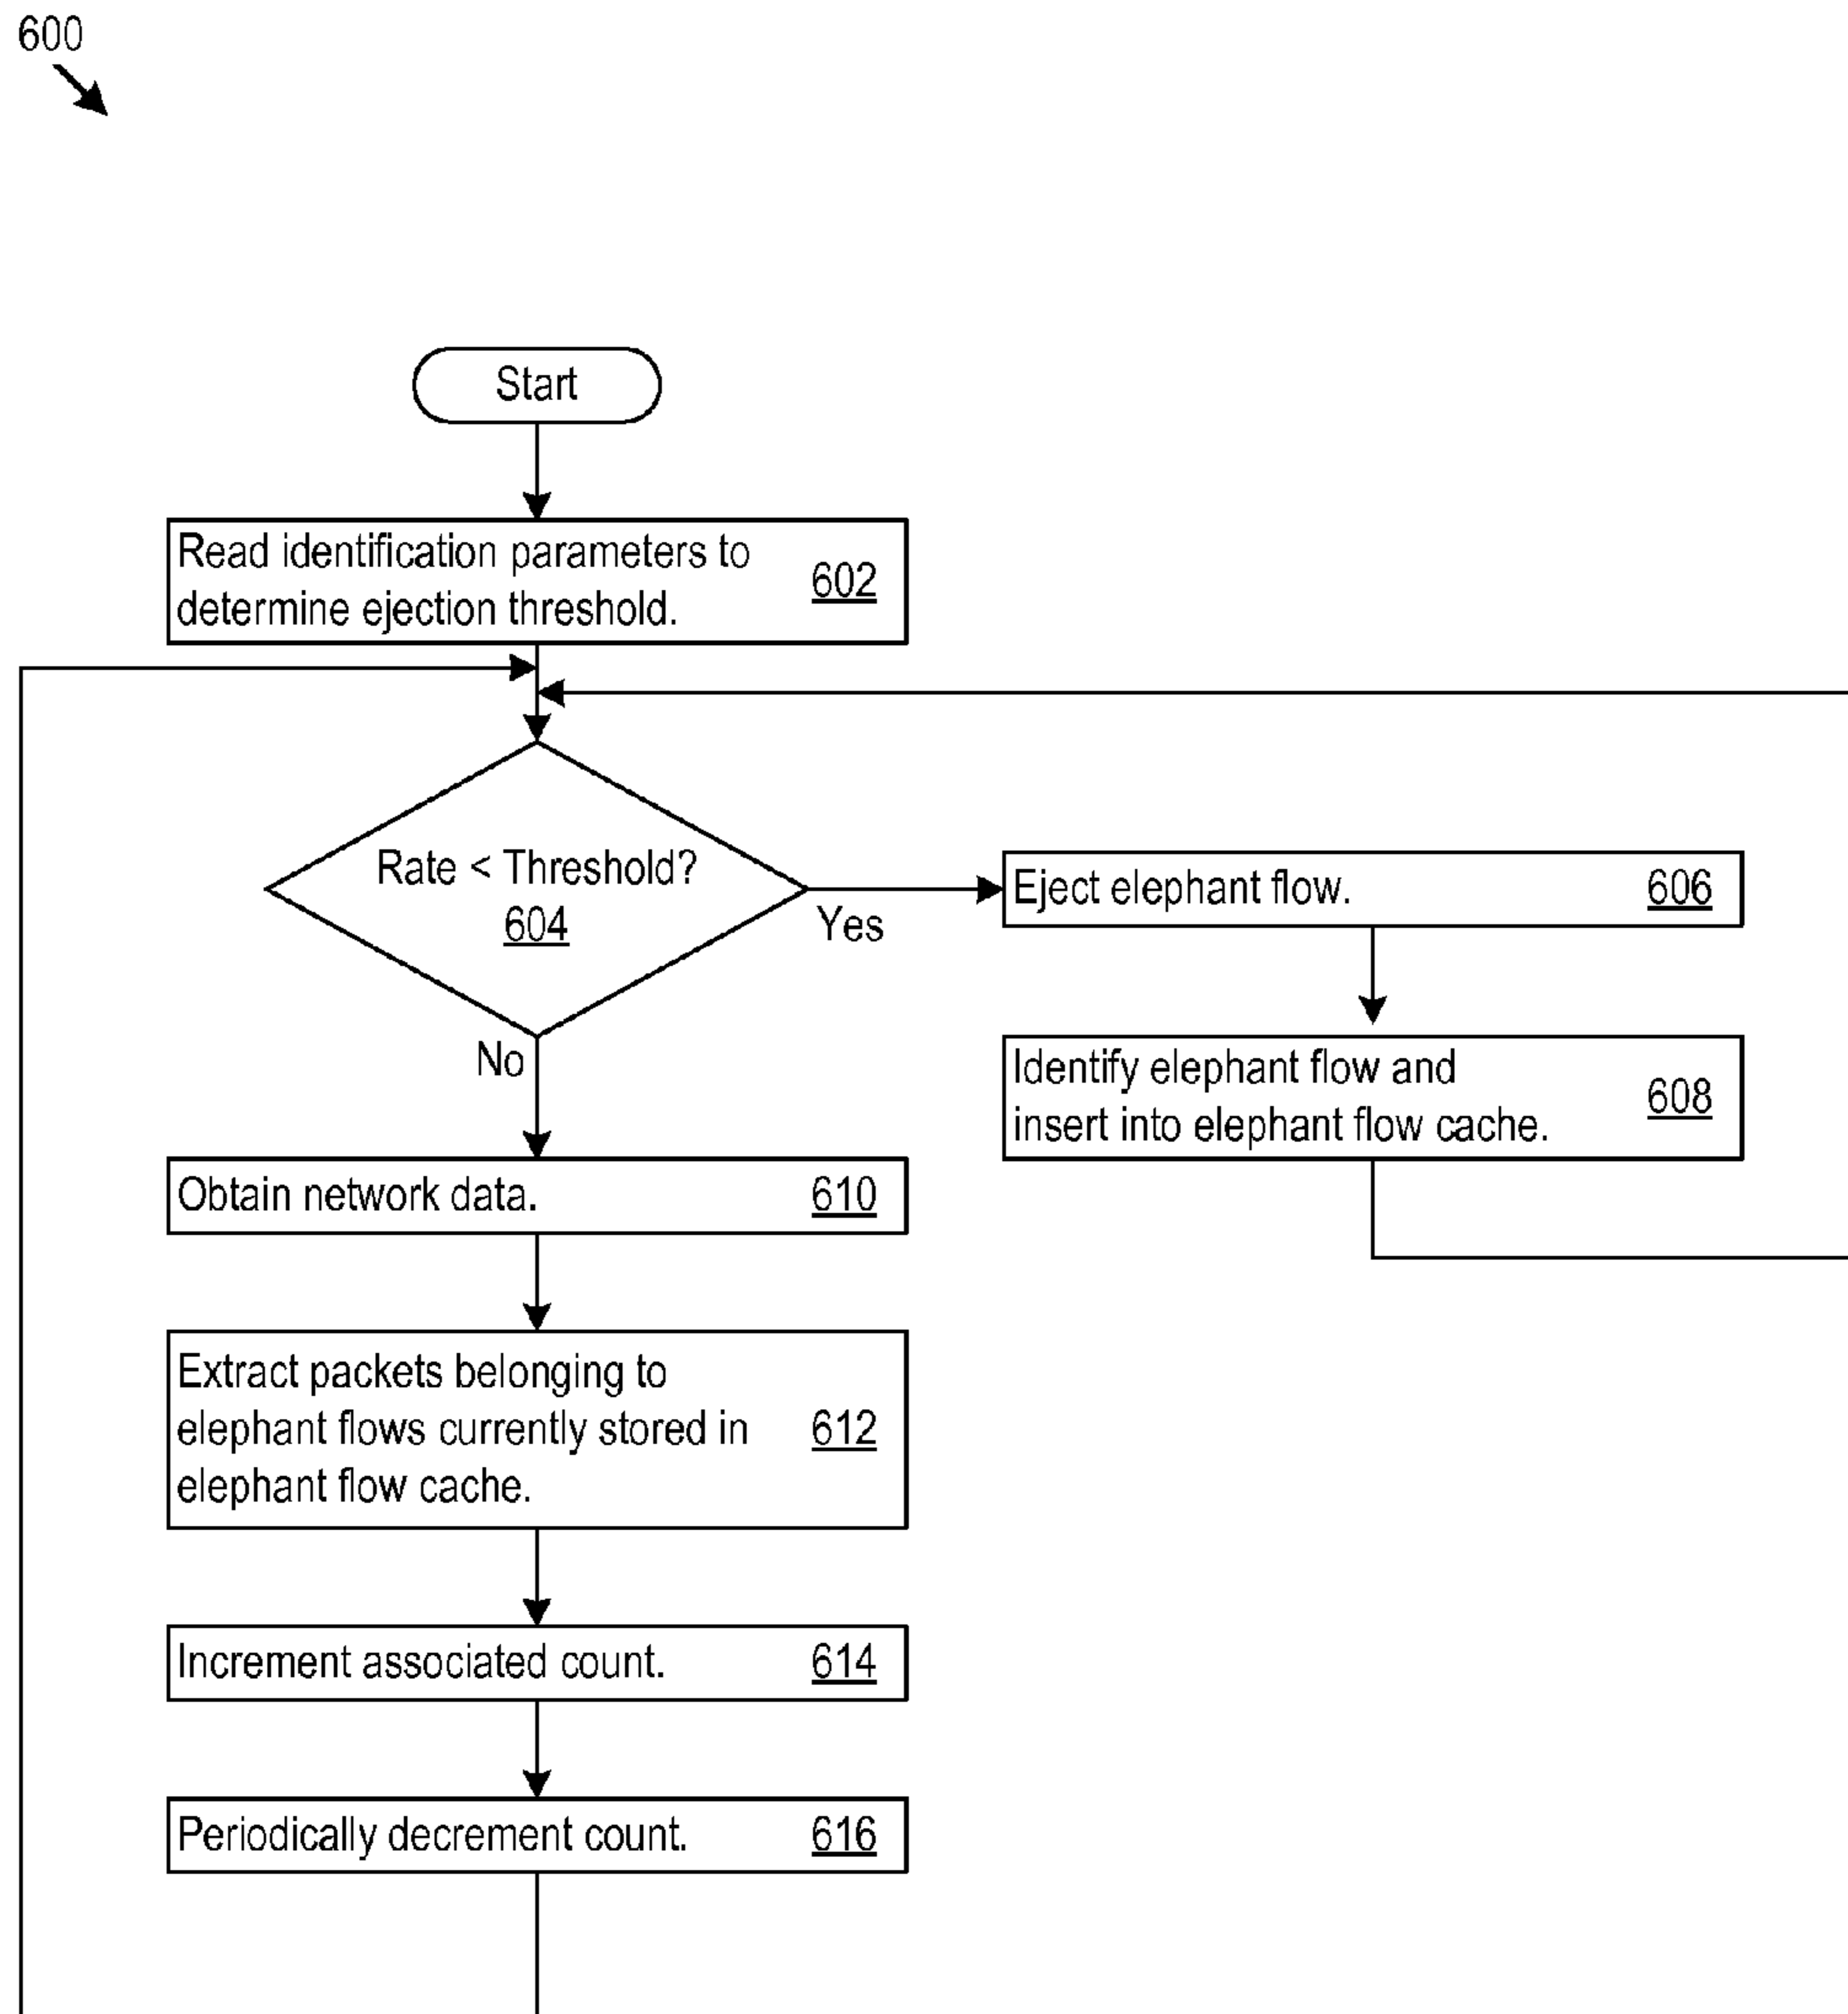 600
Start
Read identification parameters to
determine ejection threshold.
602
Rate < Threshold?
604
Yes
No
Eject elephant flow.
606
Identify elephant flow and
insert into elephant flow cache.
608
Obtain network data.
610
Extract packets belonging to
elephant flows currently stored in
elephant flow cache.
612
Increment associated count.
614
Periodically decrement count.
616